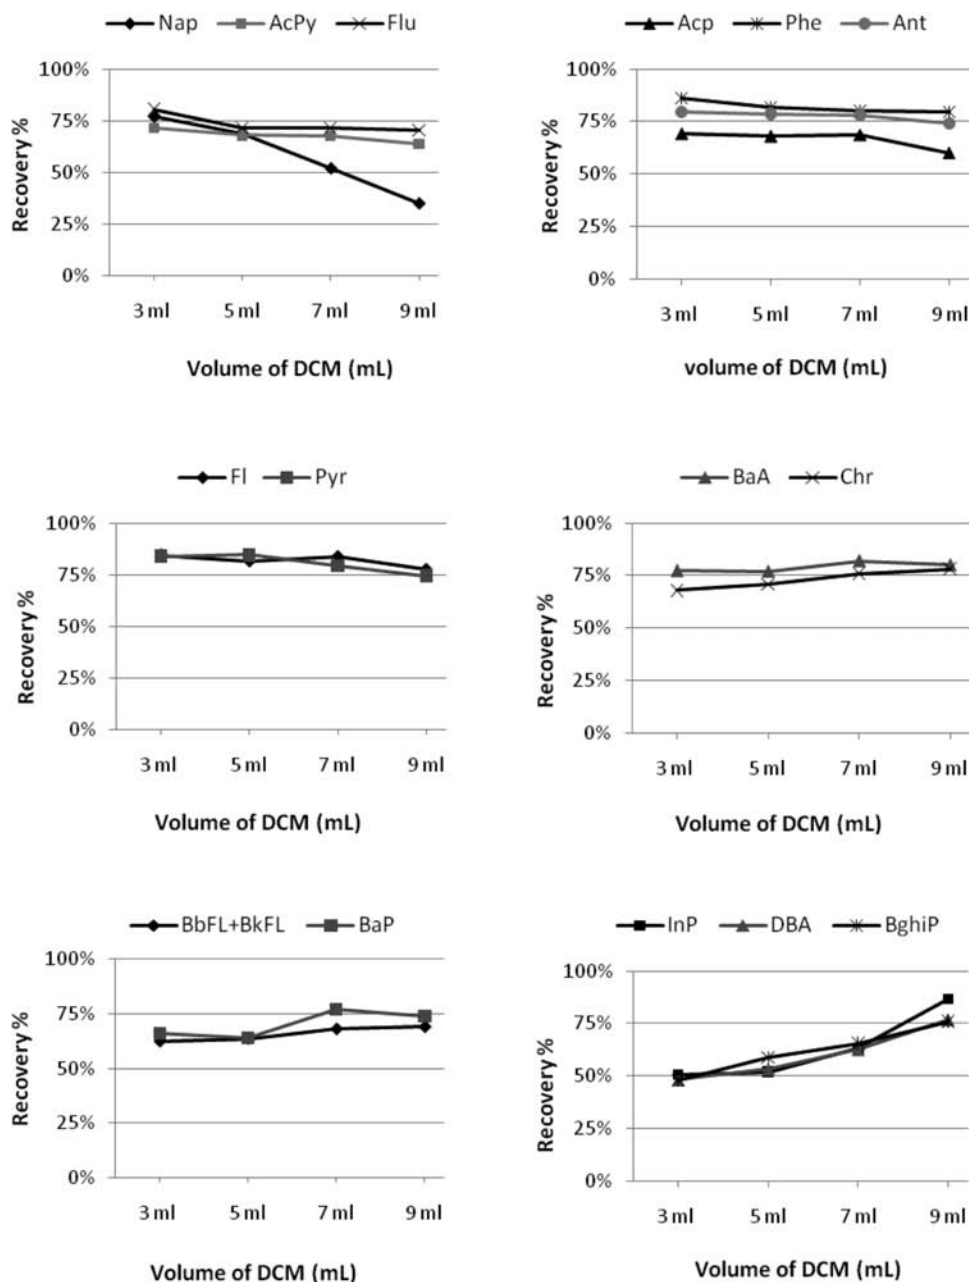 Nap AcPy Flu
100%
75%
50%
25%
0%
Recovery%
3 ml 5 ml 7 ml 9 ml
Volume of DCM (mL)
Acp Phe Ant
100%
75%
50%
25%
0%
Recovery%
3 ml 5 ml 7 ml 9 ml
volume of DCM (mL)
Fl Pyr
100%
75%
50%
25%
0%
Recovery%
3 ml 5 ml 7 ml 9 ml
Volume of DCM (mL)
BaA Chr
100%
75%
50%
25%
0%
Recovery%
3 ml 5 ml 7 ml 9 ml
Volume of DCM (mL)
BbFL+BkFL BaP
100%
75%
50%
25%
0%
Recovery%
3 ml 5 ml 7 ml 9 ml
Volume of DCM (mL)
InP DBA BghiP
100%
75%
50%
25%
0%
Recovery%
3 ml 5 ml 7 ml 9 ml
Volume of DCM (mL)